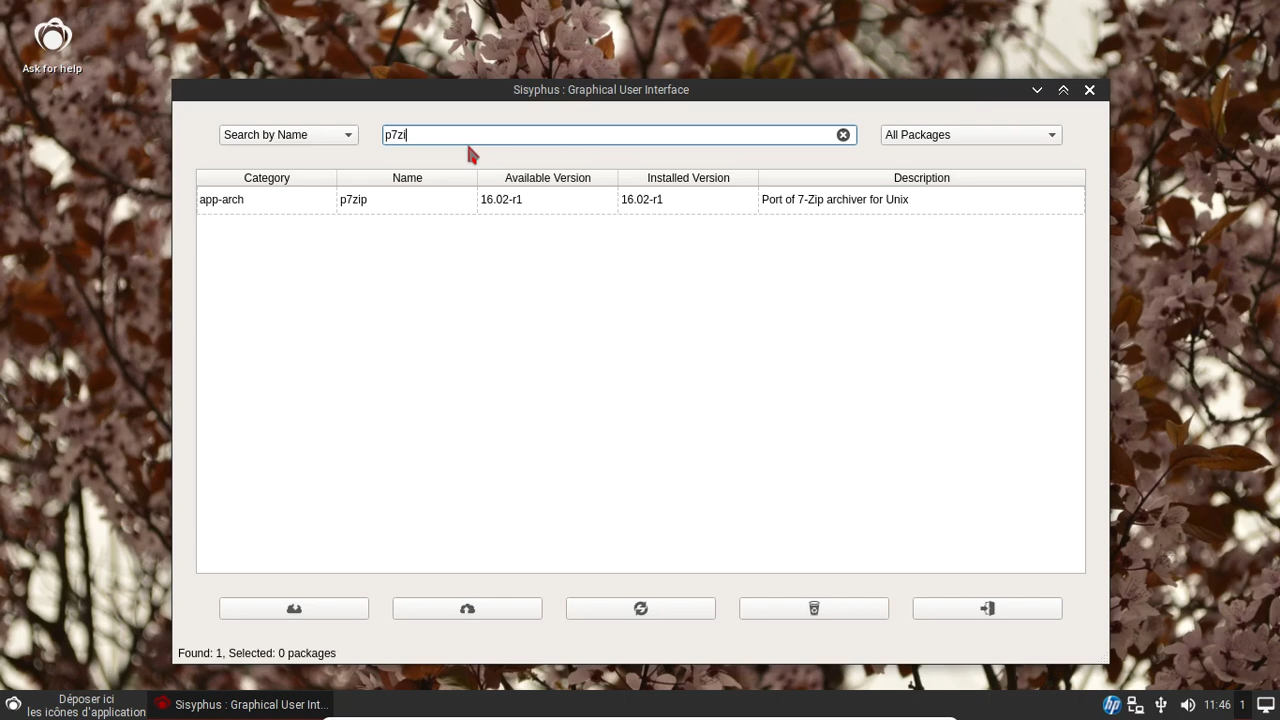 Ask for help
Sisyphus : Graphical User Interface
Search by Name
p7zi
All Packages
Category Name Available Version Installed Version Description
app-arch p7zip 16.02-r1 16.02-r1 Port of 7-Zip archiver for Unix
Found: 1, Selected: 0 packages
Déposer ici
les icônes d'application
Sisyphus : Graphical User Int...
hp
11:46
1